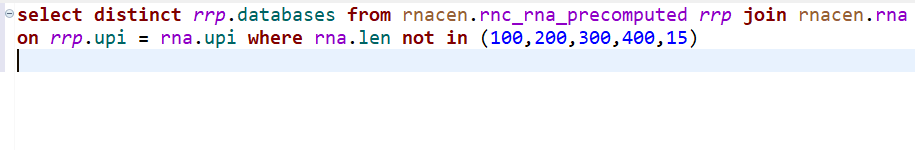 select distinct rrp.databases from rnacen.rnc_rna_precomputed rrp join rnacen.rna
on rrp.upi = rna.upi where rna.len not in (100,200,300,400,15)